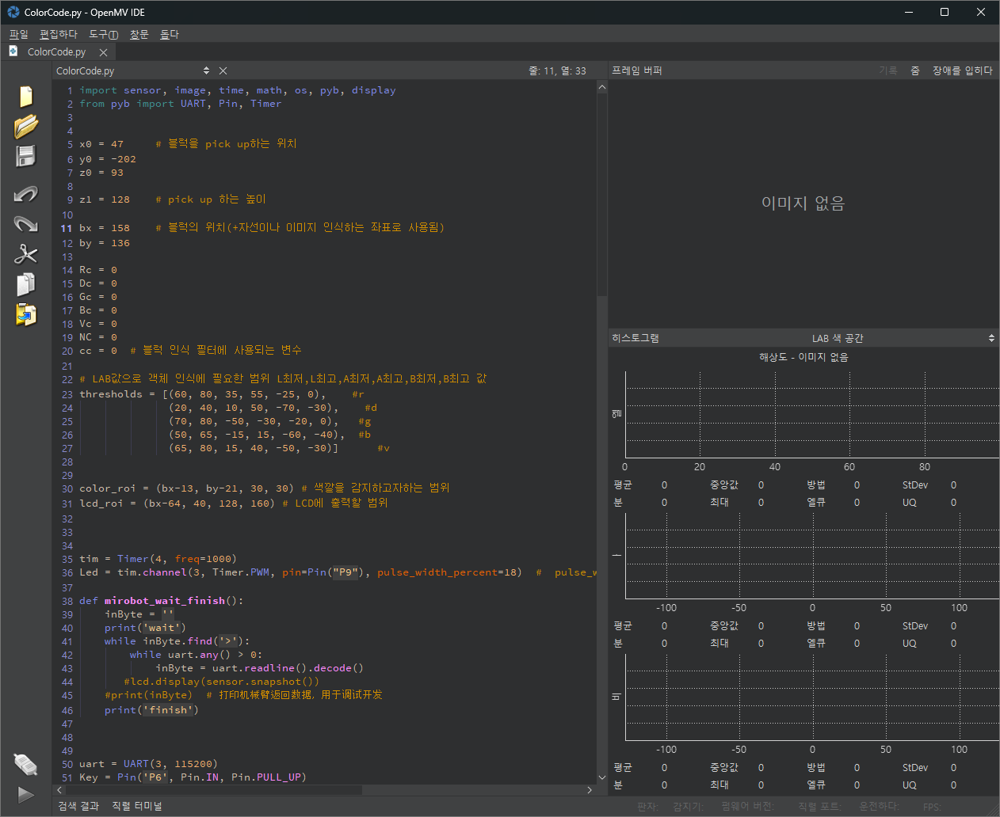 ColorCode.py - OpenMV IDE
파일 편집하다 도구(T) 창문 돕다
ColorCode.py
ColorCode.py 줄: 11, 열: 33
1 import sensor, image, time, math, os, pyb, display
2 from pyb import UART, Pin, Timer
3
4
5 x0 = 47     # 블럭을 pick up하는 위치
6 y0 = -202
7 z0 = 93
8
9 z1 = 128    # pick up 하는 높이
10
11 bx = 158    # 블럭의 위치(+자선이나 이미지 인식하는 좌표로 사용됨)
12 by = 136
13
14 Rc = 0
15 Dc = 0
16 Gc = 0
17 Bc = 0
18 Vc = 0
19 NC = 0
20 cc = 0  # 블럭 인식 필터에 사용되는 변수
21
22 # LAB값으로 객체 인식에 필요한 범위 L최저,L최고,A최저,A최고,B최저,B최고 값
23 thresholds = [(60, 80, 35, 55, -25, 0),    #r
24               (20, 40, 10, 50, -70, -30),    #d
25               (70, 80, -50, -30, -20, 0),   #g
26               (50, 65, -15, 15, -60, -40),  #b
27               (65, 80, 15, 40, -50, -30)]      #v
28
29
30 color_roi = (bx-13, by-21, 30, 30) # 색깔을 감지하고자하는 범위
31 lcd_roi = (bx-64, 40, 128, 160) # LCD에 출력할 범위
32
33
34
35 tim = Timer(4, freq=1000)
36 Led = tim.channel(3, Timer.PWM, pin=Pin("P9"), pulse_width_percent=18)  #  pulse_w
37
38 def mirobot_wait_finish():
39     inByte = ''
40     print('wait')
41     while inByte.find('>'):
42         while uart.any() > 0:
43             inByte = uart.readline().decode()
44        #lcd.display(sensor.snapshot())
45     #print(inByte)  # 打印机械臂返回数据，用于调试开发
46     print('finish')
47
48
49
50 uart = UART(3, 115200)
51 Key = Pin('P6', Pin.IN, Pin.PULL_UP)
검색 결과 직렬 터미널
프레임 버퍼 기록 줌 장애를 입히다
이미지 없음
히스토그램 LAB 색 공간
해상도 - 이미지 없음
엘
0 20 40 60 80
평균 0 중앙값 0 방법 0 StDev 0
분 0 최대 0 엘큐 0 UQ 0
ㅏ
-100 -50 0 50 100
평균 0 중앙값 0 방법 0 StDev 0
분 0 최대 0 엘큐 0 UQ 0
비
-100 -50 0 50 100
평균 0 중앙값 0 방법 0 StDev 0
분 0 최대 0 엘큐 0 UQ 0
판자: 감지기: 펌웨어 버전: 직렬 포트: 운전하다: FPS: